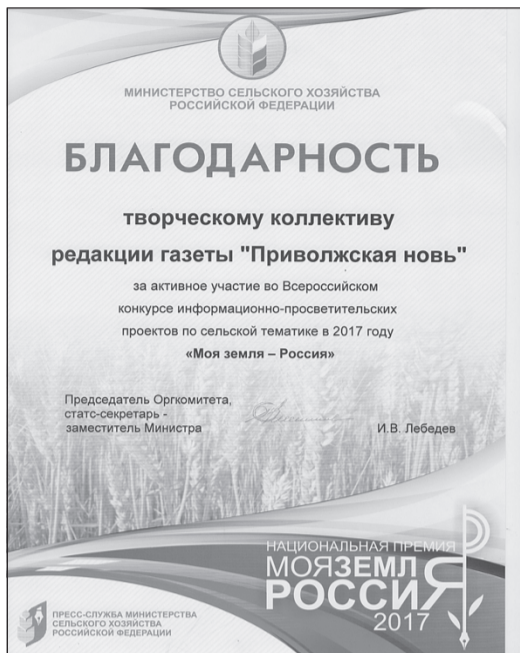 МИНИСТЕРСТВО СЕЛЬСКОГО ХОЗЯЙСТВА
РОССИЙСКОЙ ФЕДЕРАЦИИ
БЛАГОДАРНОСТЬ
творческому коллективу
редакции газеты "Приволжская новь"
за активное участие во Всероссийском
конкурсе информационно-просветительских
проектов по сельской тематике в 2017 году
«Моя земля – Россия»
Председатель Оргкомитета,
статс-секретарь -
заместитель Министра
И.В. Лебедев
НАЦИОНАЛЬНАЯ ПРЕМИЯ
МОЯЗЕМЛЯ
РОССИЯ
2017
ПРЕСС-СЛУЖБА МИНИСТЕРСТВА
СЕЛЬСКОГО ХОЗЯЙСТВА
РОССИЙСКОЙ ФЕДЕРАЦИИ